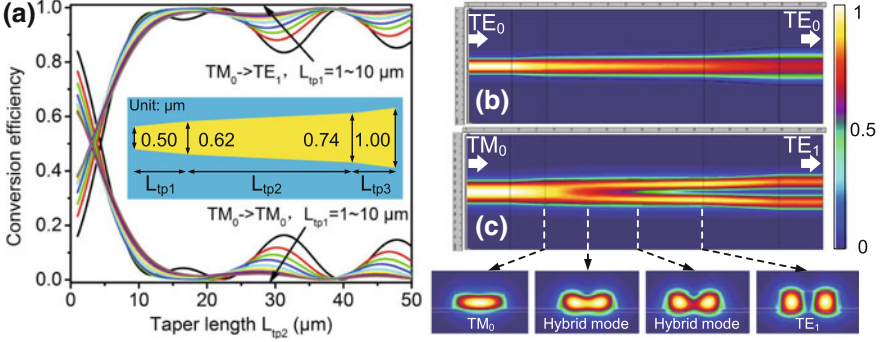 (a)
Conversion efficiency
1.0
0.8
0.6
0.4
0.2
0.0
TM0->TE1, Ltp1=1~10 μm
Unit: μm
0.50 0.62 0.74 1.00
Ltp1 Ltp2 Ltp3
TM0->TM0, Ltp1=1~10 μm
0 10 20 30 40 50
Taper length Ltp2 (μm)
TE0 TE0
(b)
TM0 TE1
(c)
1
0.5
0
TM0 Hybrid mode Hybrid mode TE1